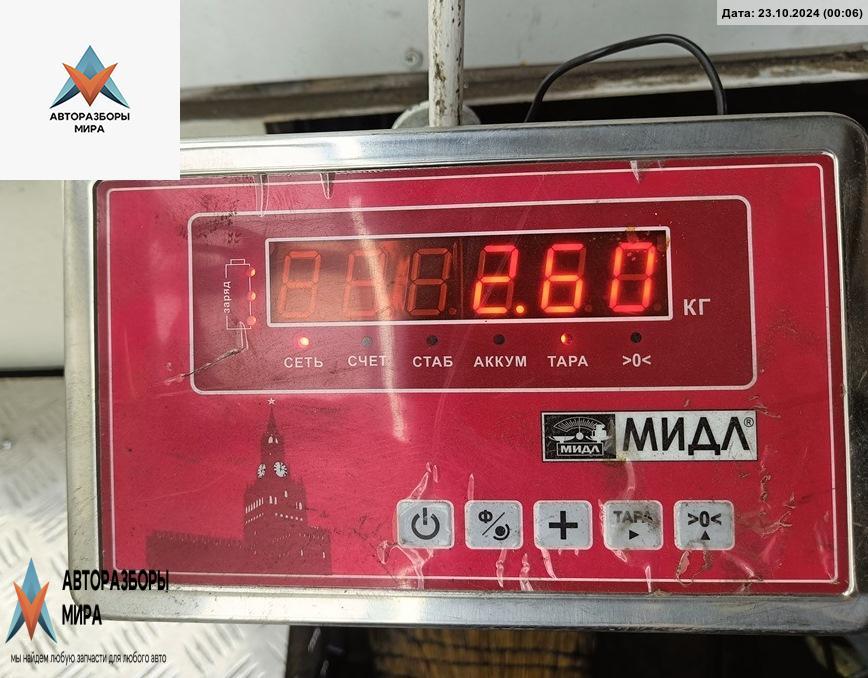 Дата: 23.10.2024 (00:06)
АВТОРАЗБОРЫ
МИРА
заряд
2.60
КГ
СЕТЬ СЧЕТ СТАБ АККУМ ТАРА >0<
МИДЛ МИДЛ®
Ф + ТАРА >0<
АВТОРАЗБОРЫ
МИРА
мы найдем любую запчасти для любого авто